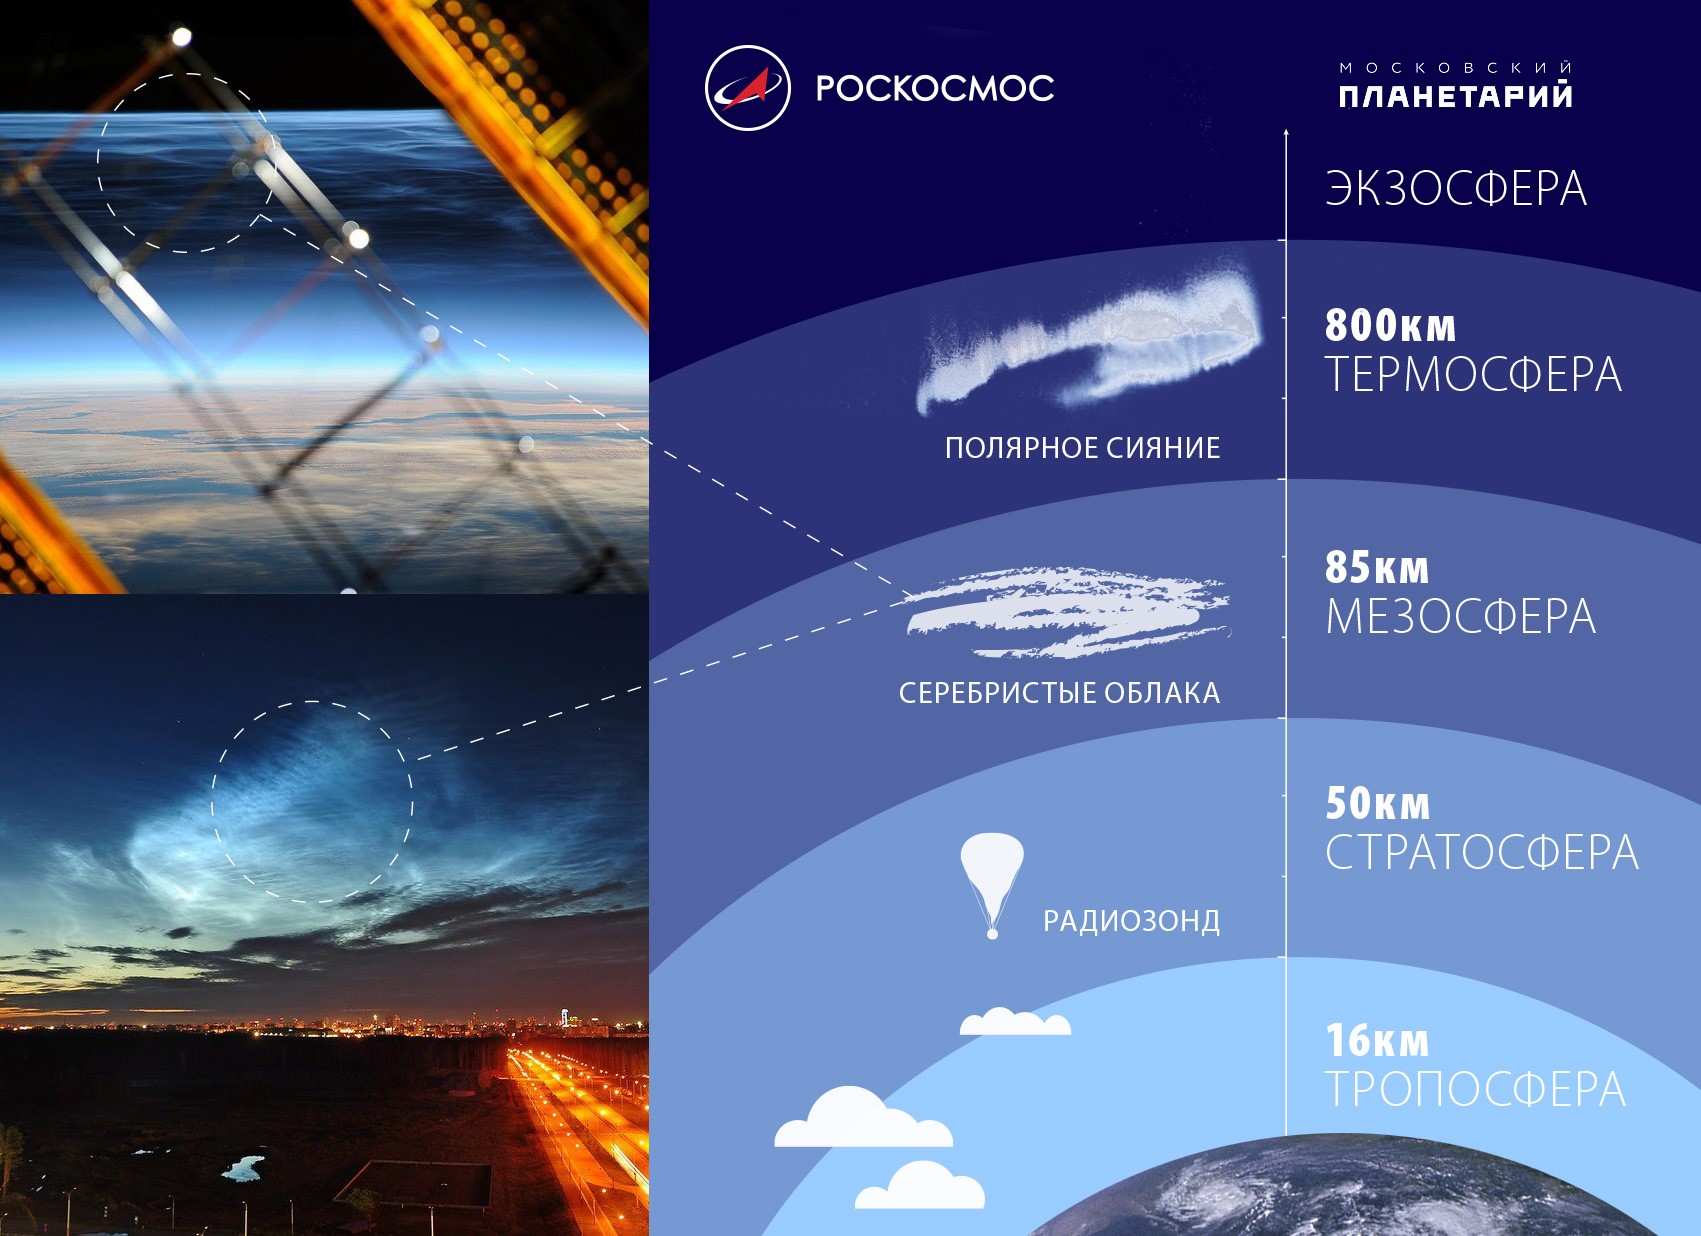 РОСКОСМОС
МОСКОВСКИЙ
ПЛАНЕТАРИЙ
ЭКЗОСФЕРА
800км
ТЕРМОСФЕРА
ПОЛЯРНОЕ СИЯНИЕ
85км
МЕЗОСФЕРА
СЕРЕБРИСТЫЕ ОБЛАКА
50км
СТРАТОСФЕРА
РАДИОЗОНД
16км
ТРОПОСФЕРА